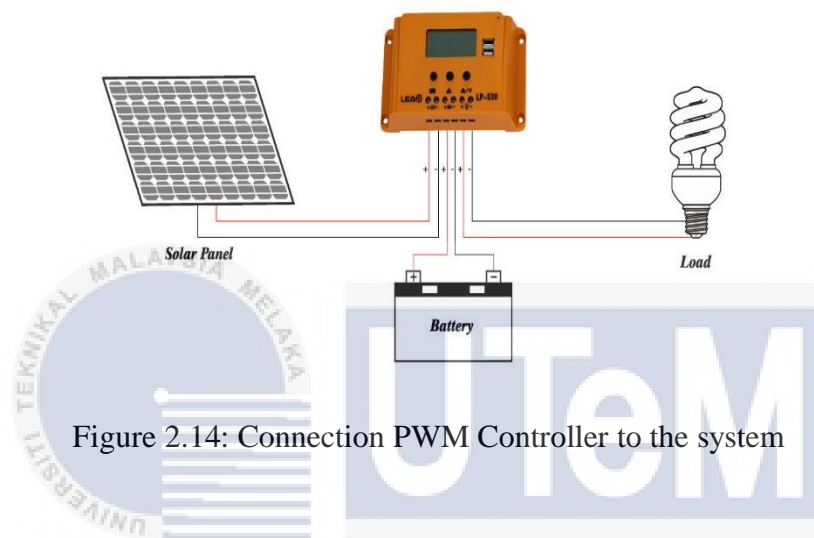 LP-530
+ - + - + -
Solar Panel
Load
+ -
Battery
UNIVERSITI TEKNIKAL MALAYSIA MELAKA
UTeM
Figure 2.14: Connection PWM Controller to the system